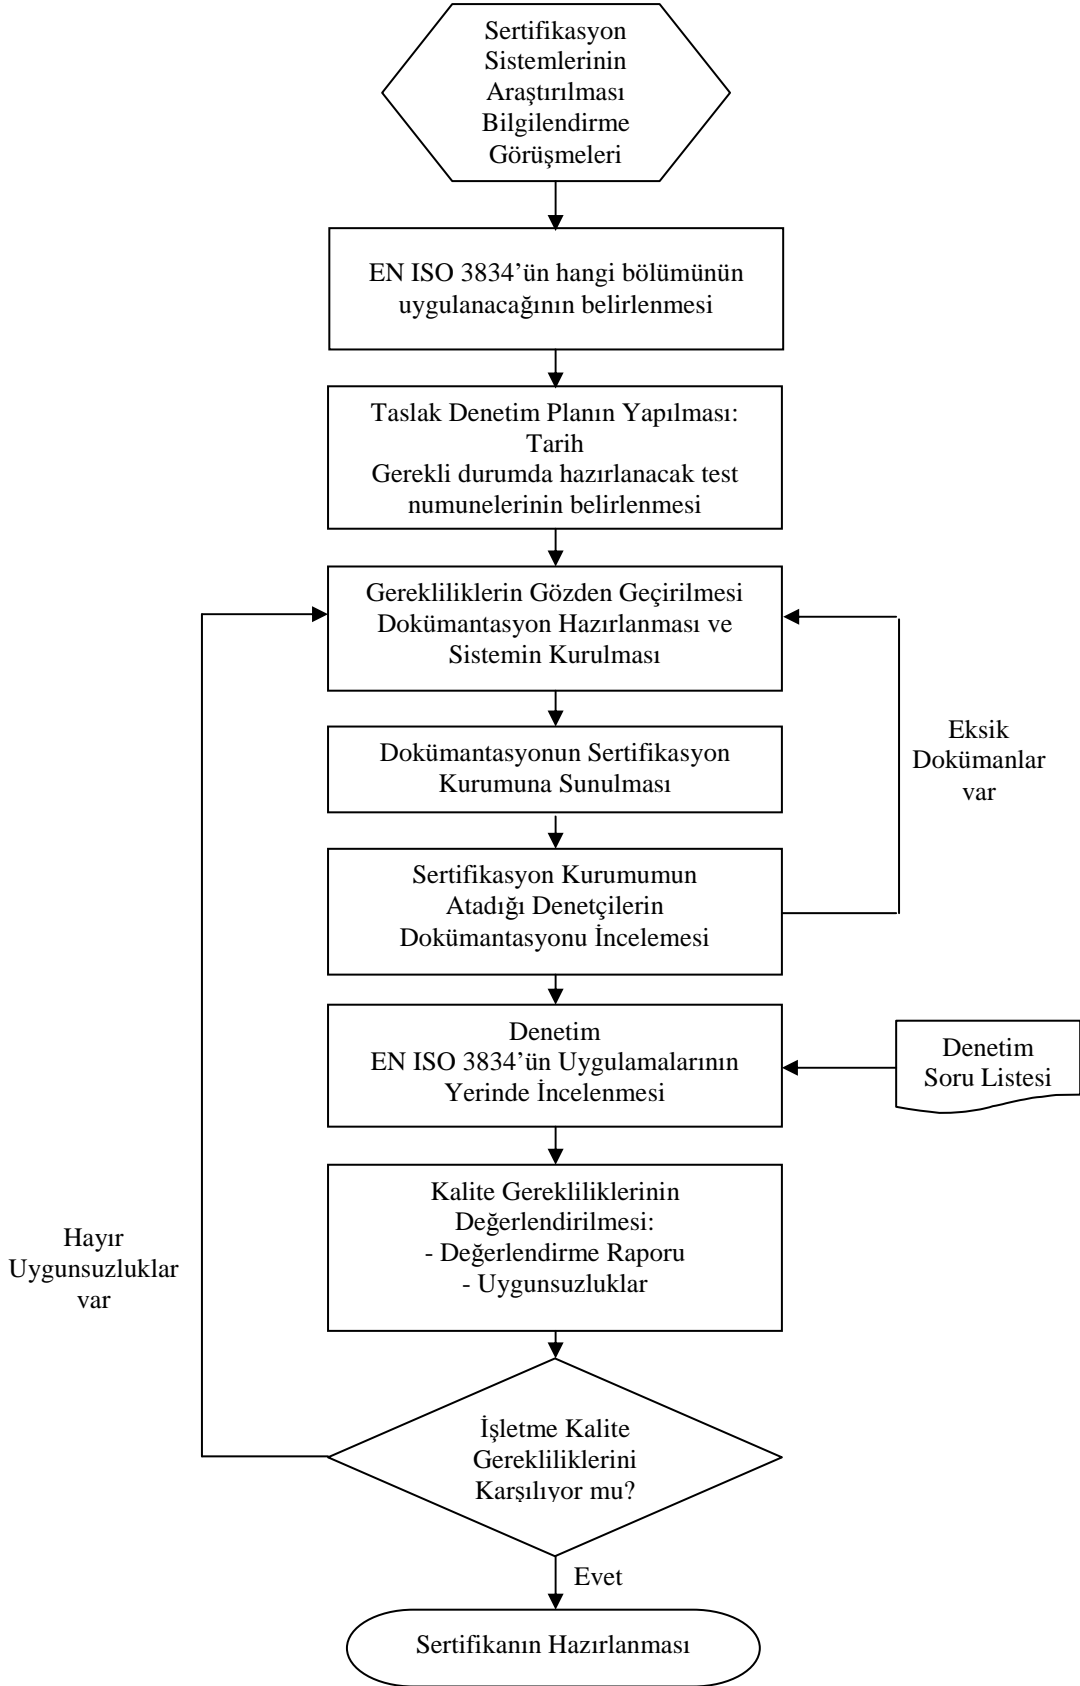 Sertifikasyon
Sistemlerinin
Araştırılması
Bilgilendirme
Görüşmeleri
EN ISO 3834’ün hangi bölümünün
uygulanacağının belirlenmesi
Taslak Denetim Planın Yapılması:
Tarih
Gerekli durumda hazırlanacak test
numunelerinin belirlenmesi
Gerekliliklerin Gözden Geçirilmesi
Dokümantasyon Hazırlanması ve
Sistemin Kurulması
Eksik
Dokümanlar
var
Dokümantasyonun Sertifikasyon
Kurumuna Sunulması
Sertifikasyon Kurumumun
Atadığı Denetçilerin
Dokümantasyonu İncelemesi
Denetim
EN ISO 3834’ün Uygulamalarının
Yerinde İncelenmesi
Denetim
Soru Listesi
Kalite Gerekliliklerinin
Değerlendirilmesi:
- Değerlendirme Raporu
- Uygunsuzluklar
Hayır
Uygunsuzluklar
var
İşletme Kalite
Gerekliliklerini
Karşılıyor mu?
Evet
Sertifikanın Hazırlanması